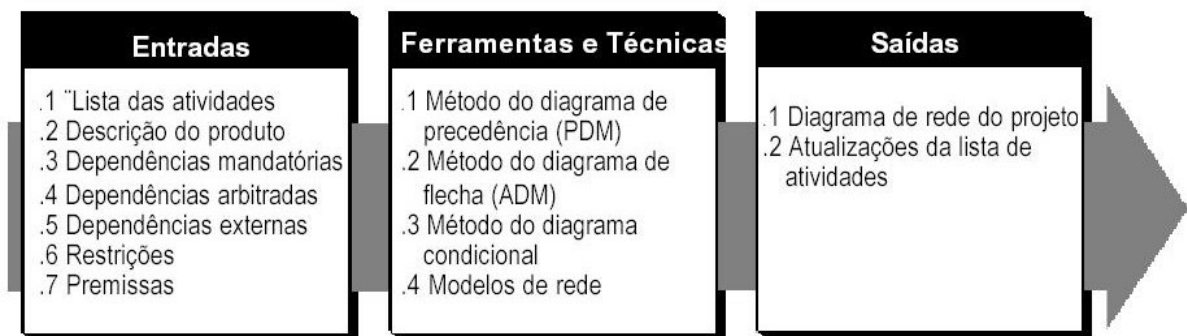 Entradas
.1 ¨Lista das atividades
.2 Descrição do produto
.3 Dependências mandatórias
.4 Dependências arbitradas
.5 Dependências externas
.6 Restrições
.7 Premissas
Ferramentas e Técnicas
.1 Método do diagrama de
precedência (PDM)
.2 Método do diagrama de
flecha (ADM)
.3 Método do diagrama
condicional
.4 Modelos de rede
Saídas
.1 Diagrama de rede do projeto
.2 Atualizações da lista de
atividades